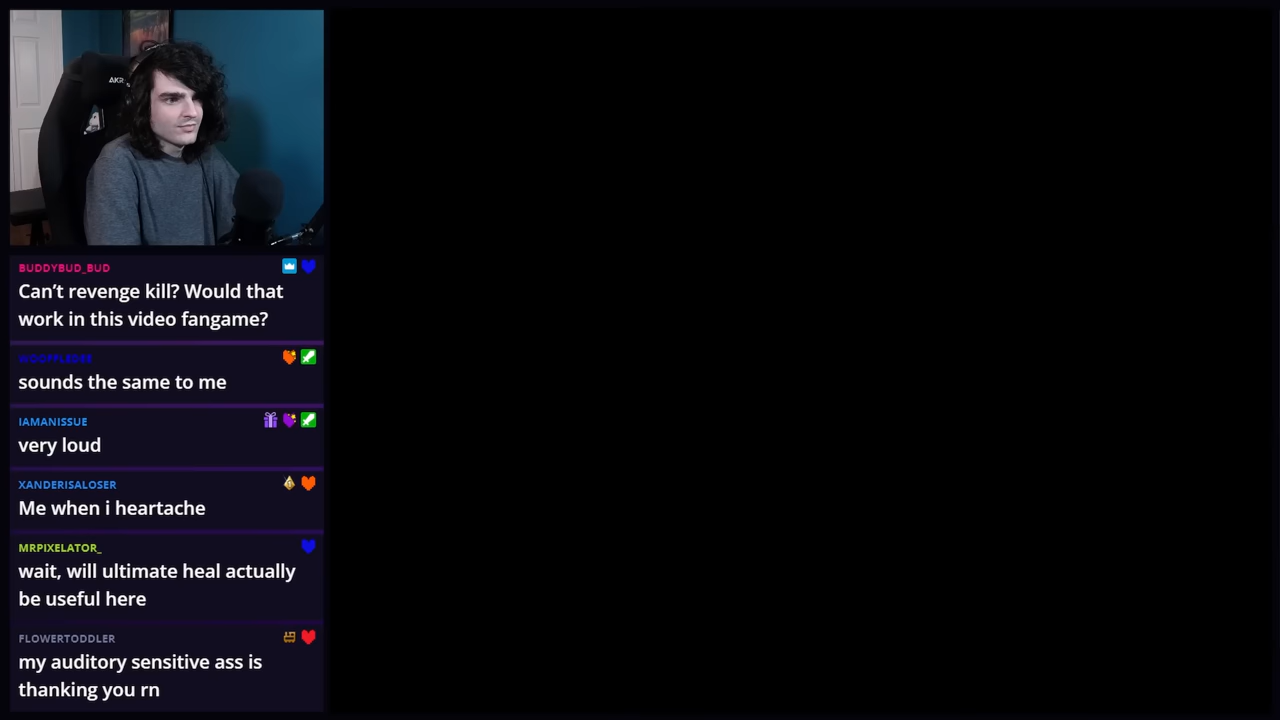 AKR
BUDDYBUD_BUD
Can’t revenge kill? Would that
work in this video fangame?
sounds the same to me
IAMANISSUE
very loud
XANDERISALOSER
Me when i heartache
MRPIXELATOR_
wait, will ultimate heal actually
be useful here
FLOWERTODDLER
my auditory sensitive ass is
thanking you rn